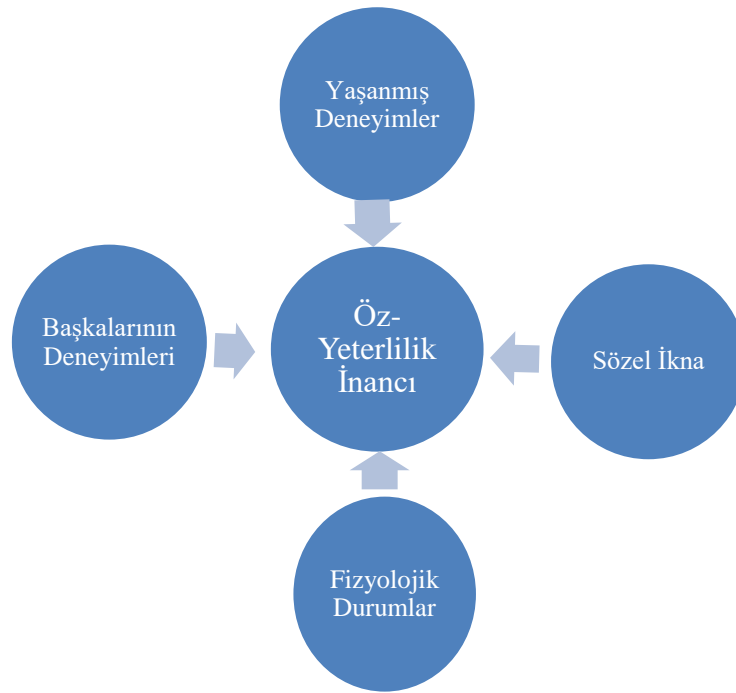 Yaşanmış
Deneyimler
Başkalarının
Deneyimleri
Öz-
Yeterlilik
İnancı
Sözel İkna
Fizyolojik
Durumlar